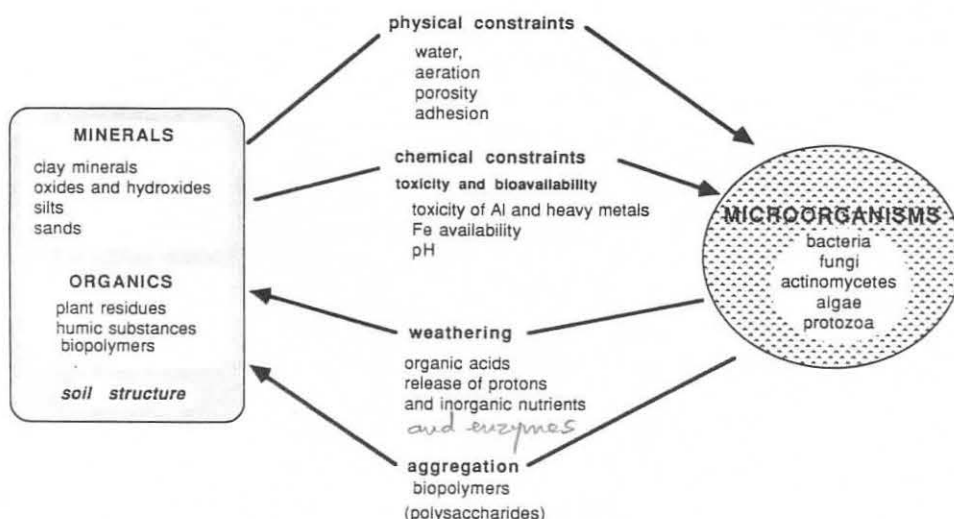 physical constraints
water,
aeration
porosity
adhesion
MINERALS
clay minerals
oxides and hydroxides
silts
sands
ORGANICS
plant residues
humic substances
biopolymers
soil structure
chemical constraints
toxicity and bioavailability
toxicity of Al and heavy metals
Fe availability
pH
weathering
organic acids
release of protons
and inorganic nutrients
and enzymes
aggregation
biopolymers
(polysaccharides)
MICROORGANISMS
bacteria
fungi
actinomycetes
algae
protozoa